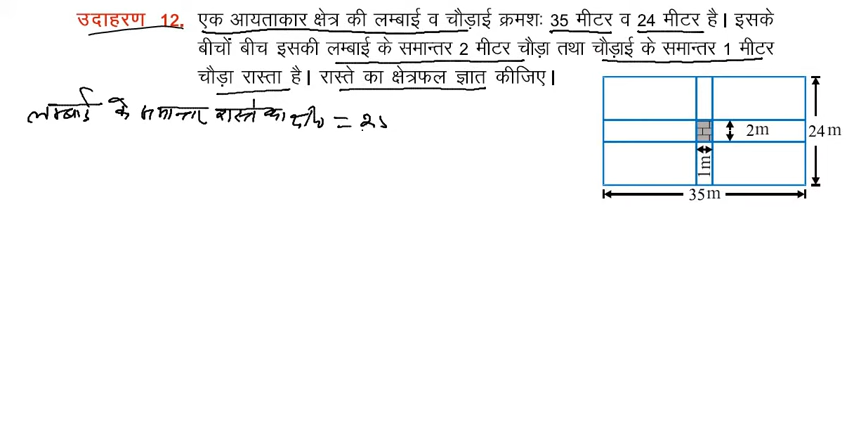 उदाहरण 12. एक आयताकार क्षेत्र की लम्बाई व चौड़ाई क्रमशः 35 मीटर व 24 मीटर है। इसके
बीचों बीच इसकी लम्बाई के समान्तर 2 मीटर चौड़ा तथा चौड़ाई के समान्तर 1 मीटर
चौड़ा रास्ता है। रास्ते का क्षेत्रफल ज्ञात कीजिए।
लम्बाई के समान्तर रास्ते का =
2m
24m
1m
35m